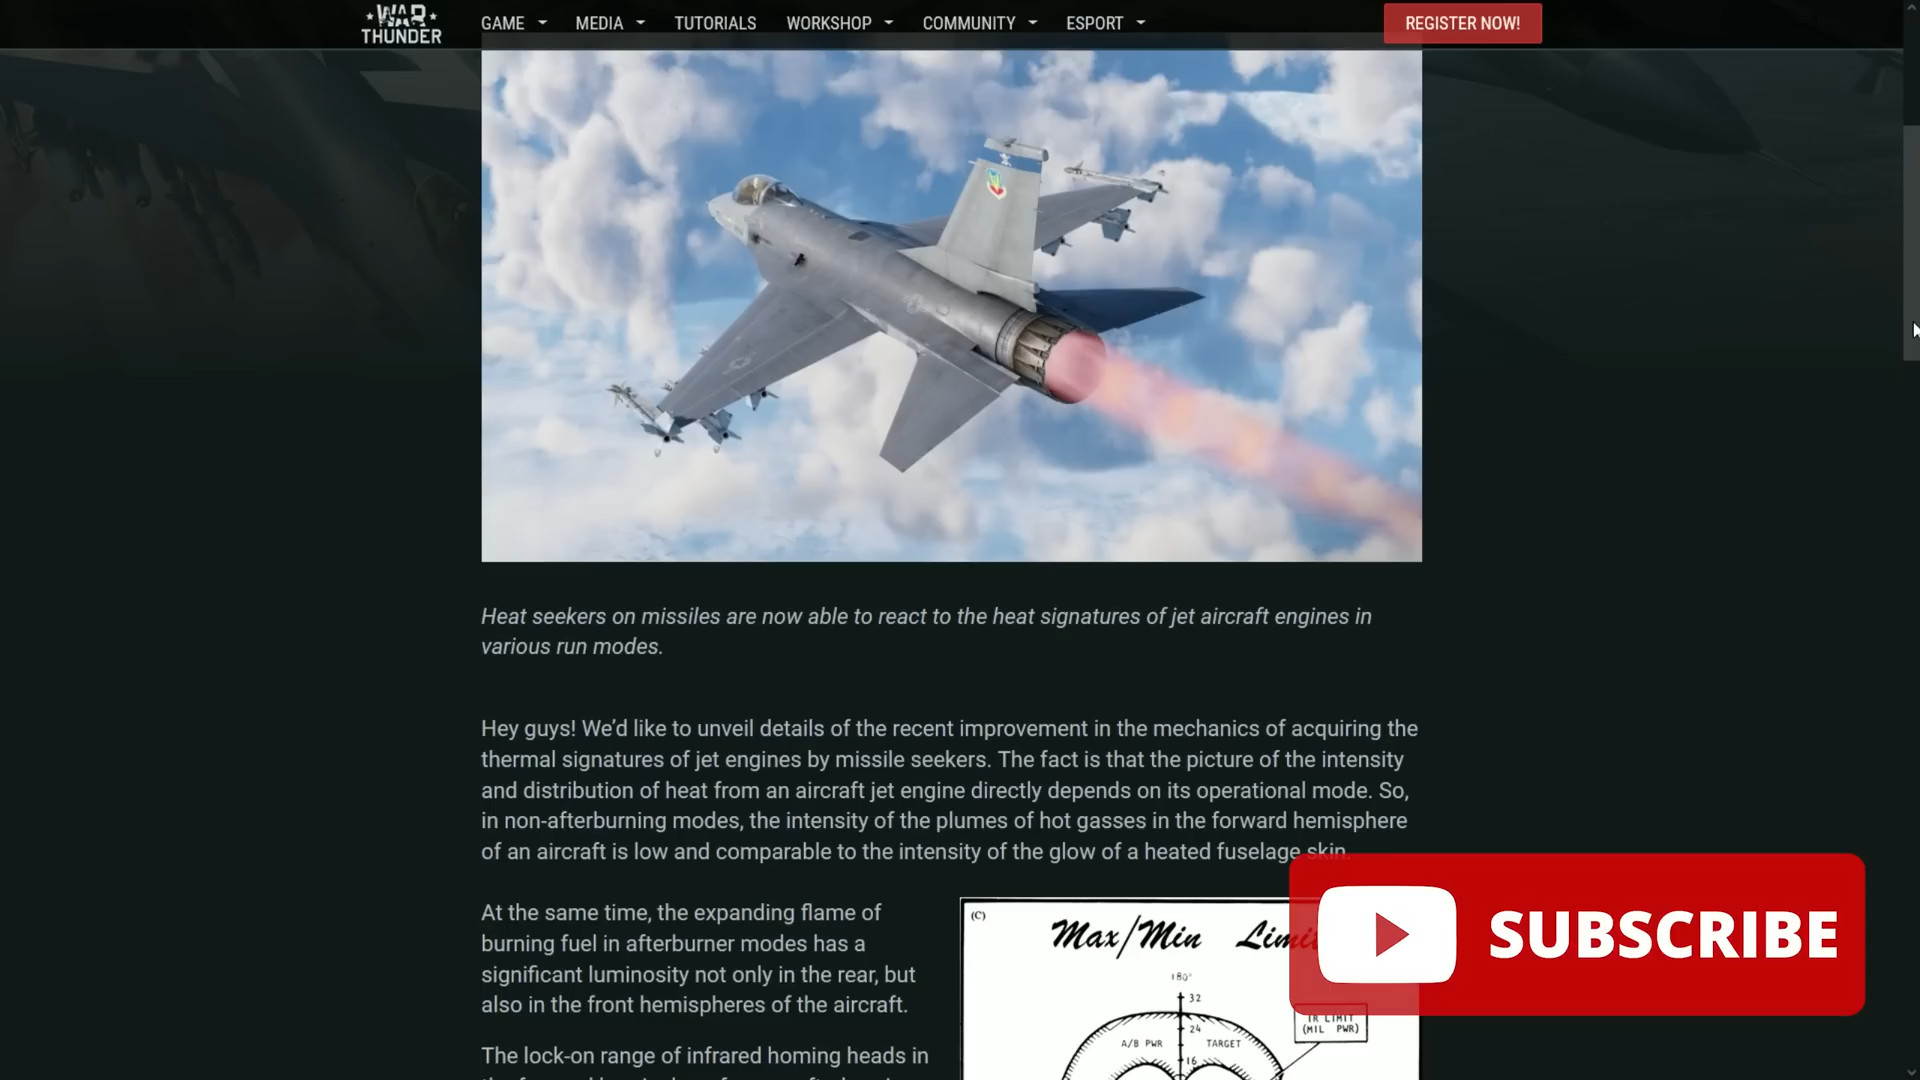 WAR
THUNDER
GAME
MEDIA
TUTORIALS
WORKSHOP
COMMUNITY
ESPORT
REGISTER NOW!
Heat seekers on missiles are now able to react to the heat signatures of jet aircraft engines in
various run modes.
Hey guys! We'd like to unveil details of the recent improvement in the mechanics of acquiring the
thermal signatures of jet engines by missile seekers. The fact is that the picture of the intensity
and distribution of heat from an aircraft jet engine directly depends on its operational mode. So,
in non-afterburning modes, the intensity of the plumes of hot gasses in the forward hemisphere
of an aircraft is low and comparable to the intensity of the glow of a heated fuselage skin.
At the same time, the expanding flame of
burning fuel in afterburner modes has a
significant luminosity not only in the rear, but
also in the front hemispheres of the aircraft.
The lock-on range of infrared homing heads in
(C)
Max/Min Limi
180°
32
24
16
A/B PWR
TARGET
IR LIMIT
(MIL PWR)
SUBSCRIBE